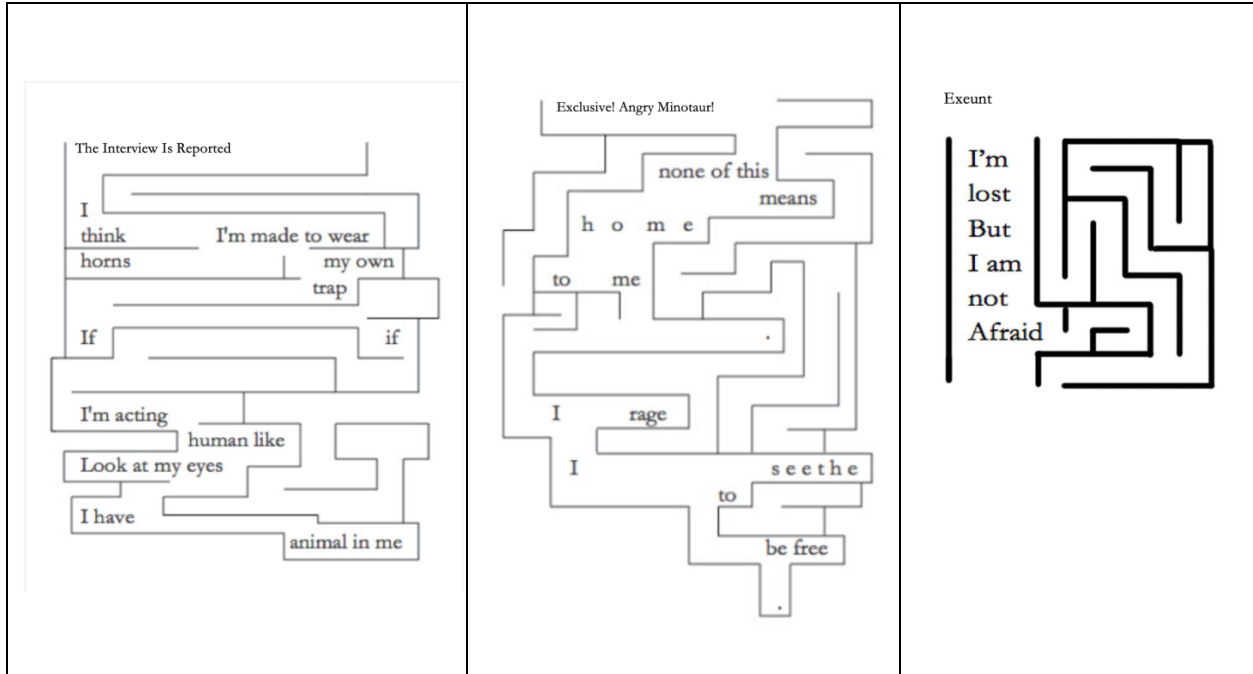 The Interview Is Reported
I
think I'm made to wear
horns my own
trap
If if
I'm acting
human like
Look at my eyes
I have
animal in me
Exclusive! Angry Minotaur!
none of this
means
h o m e
to me
.
I rage
I s e e t h e
to
be free
.
Exeunt
I’m
lost
But
I am
not
Afraid